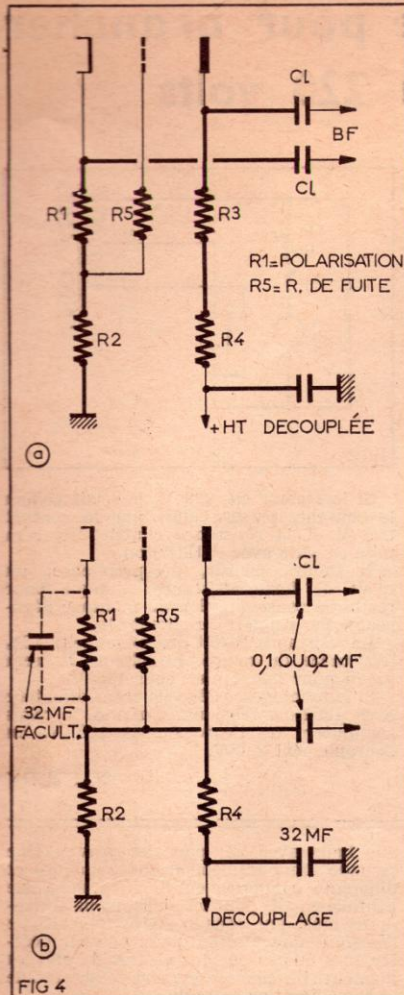 Cl
BF
Cl
R1
R5
R3
R1=POLARISATION
R5=R. DE FUITE
R2
R4
+HT DECOUPLÉE
a
Cl
R1
R5
0,1 OU 0,2 MF
32 MF
FACULT.
R2
R4
32 MF
DECOUPLAGE
b
FIG 4